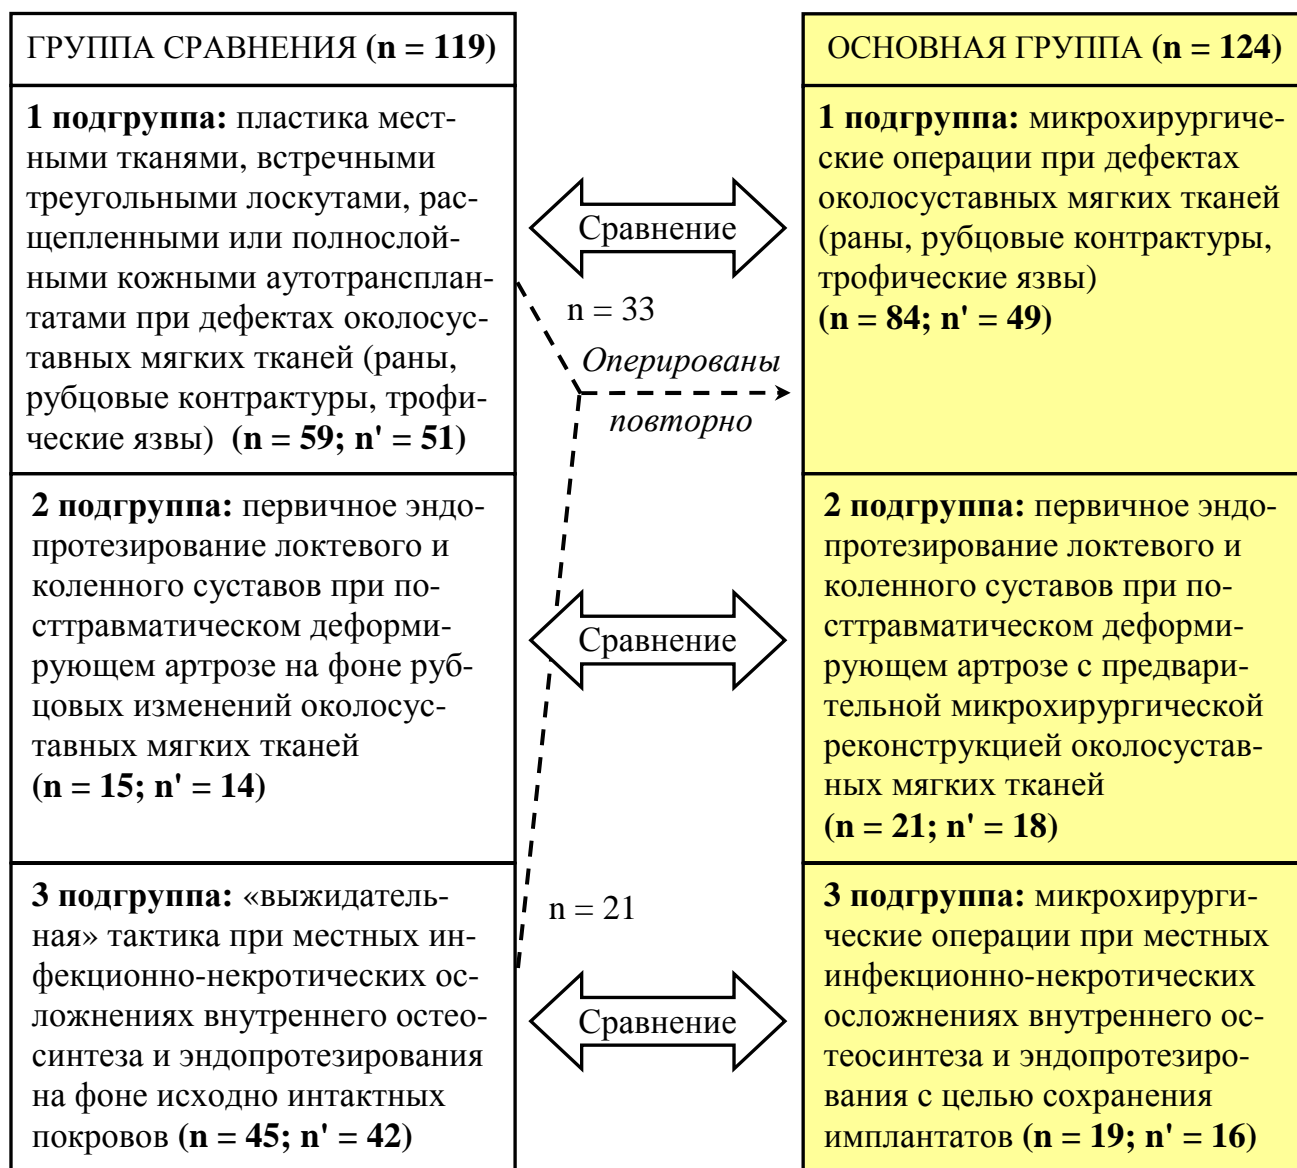 ГРУППА СРАВНЕНИЯ (n = 119)
1 подгруппа: пластика мест-
ными тканями, встречными
треугольными лоскутами, рас-
щепленными или полнослой-
ными кожными аутотрансплан-
татами при дефектах околосус-
тавных мягких тканей (раны,
рубцовые контрактуры, трофи-
ческие язвы) (n = 59; n' = 51)
2 подгруппа: первичное эндо-
протезирование локтевого и
коленного суставов при по-
сттравматическом деформи-
рующем артрозе на фоне руб-
цовых изменений околосус-
тавных мягких тканей
(n = 15; n' = 14)
3 подгруппа: «выжидатель-
ная» тактика при местных ин-
фекционно-некротических ос-
ложнениях внутреннего остео-
синтеза и эндопротезирования
на фоне исходно интактных
покровов (n = 45; n' = 42)
Сравнение
n = 33
Оперированы
повторно
Сравнение
n = 21
Сравнение
ОСНОВНАЯ ГРУППА (n = 124)
1 подгруппа: микрохирургиче-
ские операции при дефектах
околосуставных мягких тканей
(раны, рубцовые контрактуры,
трофические язвы)
(n = 84; n' = 49)
2 подгруппа: первичное эндо-
протезирование локтевого и
коленного суставов при по-
сттравматическом деформи-
рующем артрозе с предвари-
тельной микрохирургической
реконструкцией околосустав-
ных мягких тканей
(n = 21; n' = 18)
3 подгруппа: микрохирурги-
ческие операции при местных
инфекционно-некротических
осложнениях внутреннего ос-
теосинтеза и эндопротезиро-
вания с целью сохранения
имплантатов (n = 19; n' = 16)